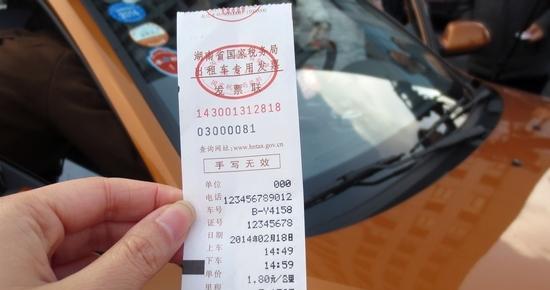 湖南省国家税务局
出租车专用发票
发票联
143001312818
03000081
查询网址:www.hntax.gov.cn
手写无效
单位 000
电话 123456789012
车号 B-Y4158
证号 12345678
日期 2014年02月18日
上车 14:49
下车 14:59
单价 1.80元/公里
里程